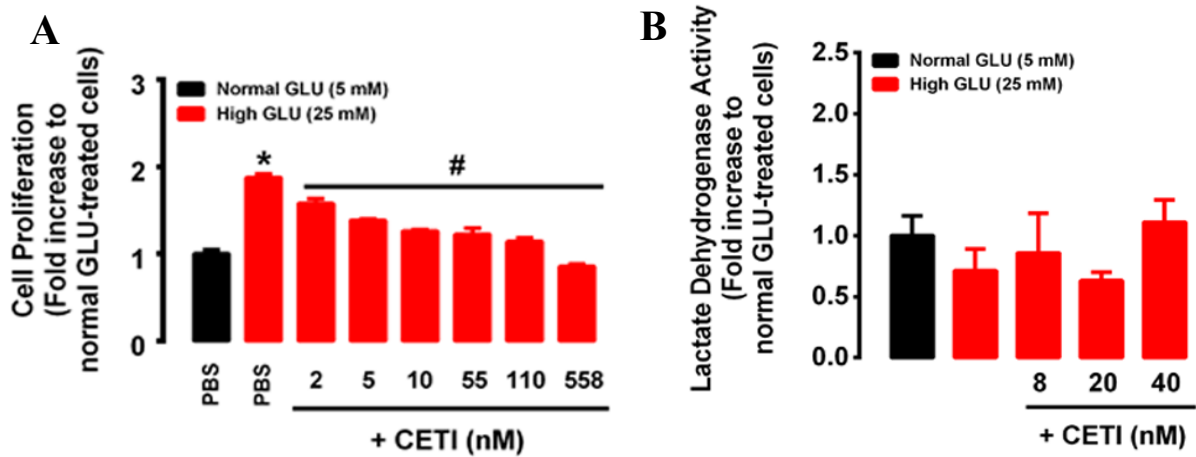 A
Cell Proliferation
(Fold increase to
normal GLU-treated cells)
3
2
1
0
Normal GLU (5 mM)
High GLU (25 mM)
*
#
PBS
PBS
2 5 10 55 110 558
+ CETI (nM)
B
Lactate Dehydrogenase Activity
(Fold increase to
normal GLU-treated cells)
2.5
2.0
1.5
1.0
0.5
0.0
Normal GLU (5 mM)
High GLU (25 mM)
8 20 40
+ CETI (nM)